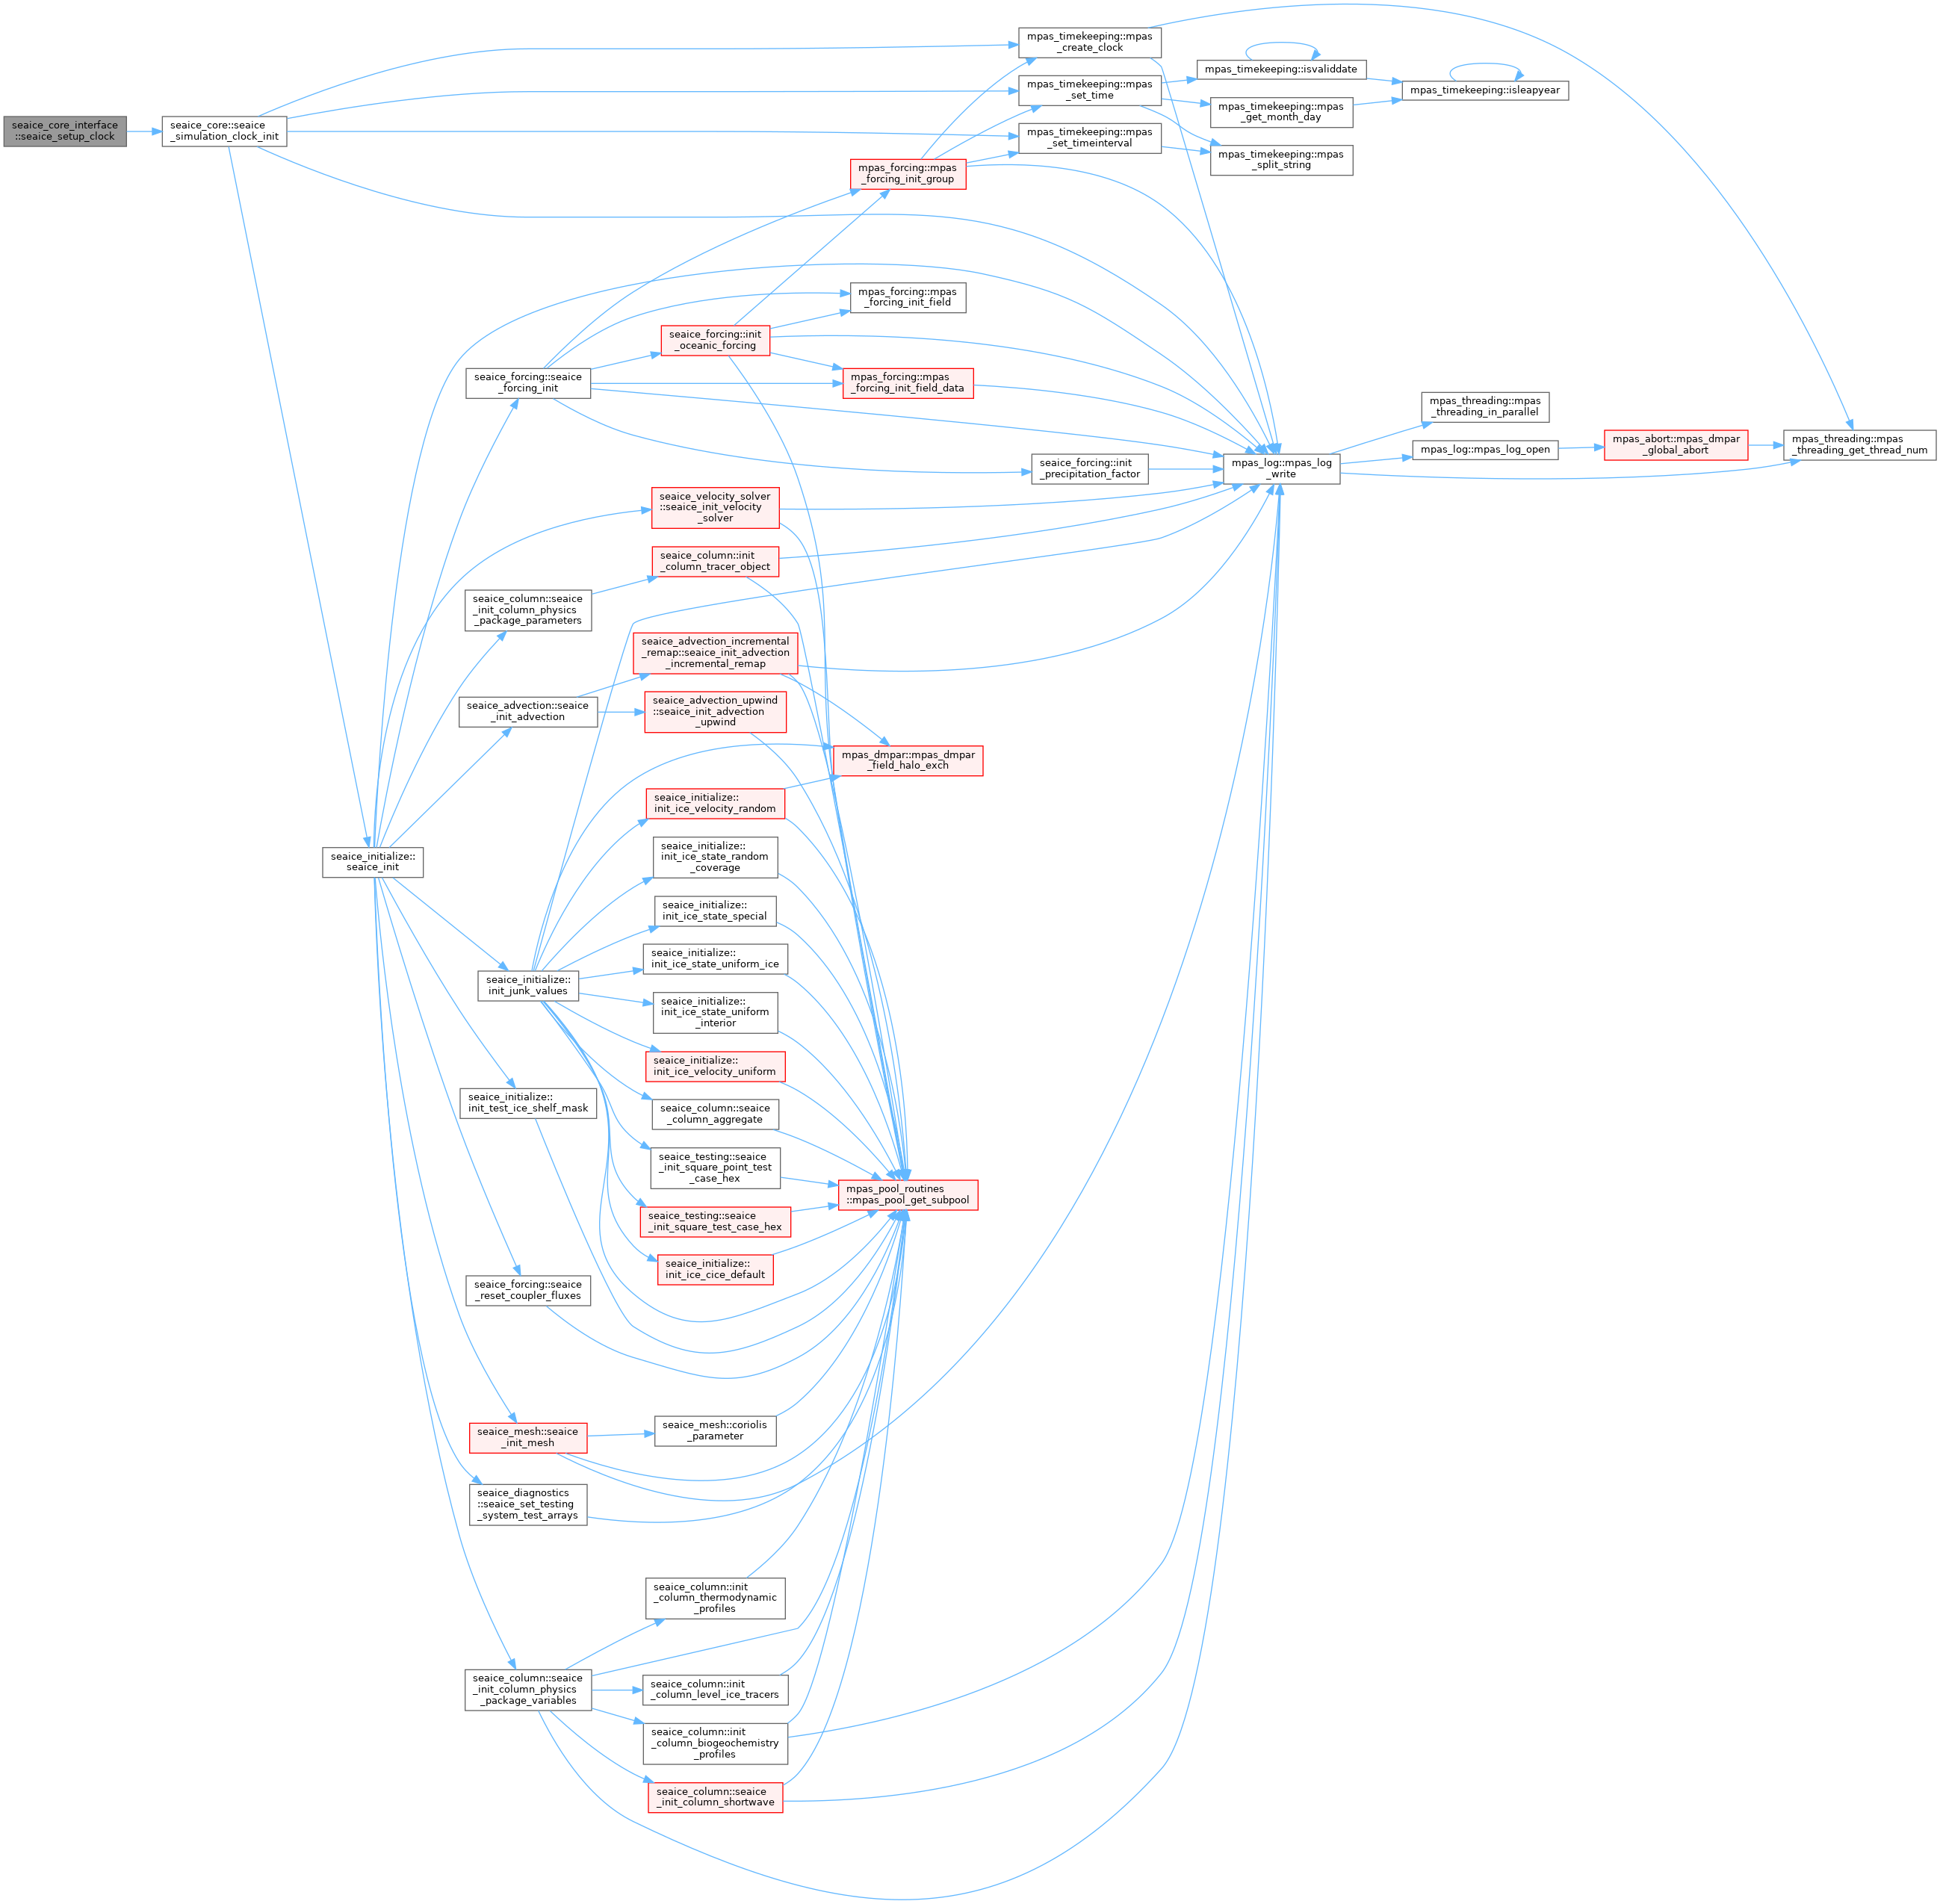 seaice_core_interface
::seaice_setup_clock
seaice_core::seaice
_simulation_clock_init
mpas_timekeeping::mpas
_create_clock
mpas_timekeeping::mpas
_set_time
mpas_timekeeping::mpas
_set_timeinterval
mpas_timekeeping::isvaliddate
mpas_timekeeping::isleapyear
mpas_timekeeping::mpas
_get_month_day
mpas_timekeeping::mpas
_split_string
mpas_forcing::mpas
_forcing_init_group
mpas_forcing::mpas
_forcing_init_field
seaice_forcing::init
_oceanic_forcing
seaice_forcing::seaice
_forcing_init
mpas_forcing::mpas
_forcing_init_field_data
seaice_forcing::init
_precipitation_factor
mpas_log::mpas_log
_write
mpas_threading::mpas
_threading_in_parallel
mpas_log::mpas_log_open
mpas_abort::mpas_dmpar
_global_abort
mpas_threading::mpas
_threading_get_thread_num
seaice_velocity_solver
::seaice_init_velocity
_solver
seaice_column::init
_column_tracer_object
seaice_column::seaice
_init_column_physics
_package_parameters
seaice_advection_incremental
_remap::seaice_init_advection
_incremental_remap
seaice_advection::seaice
_init_advection
seaice_advection_upwind
::seaice_init_advection
_upwind
mpas_dmpar::mpas_dmpar
_field_halo_exch
seaice_initialize::
init_ice_velocity_random
seaice_initialize::
seaice_init
seaice_initialize::
init_ice_state_random
_coverage
seaice_initialize::
init_ice_state_special
seaice_initialize::
init_ice_state_uniform_ice
seaice_initialize::
init_junk_values
seaice_initialize::
init_ice_state_uniform
_interior
seaice_initialize::
init_ice_velocity_uniform
seaice_initialize::
init_test_ice_shelf_mask
seaice_column::seaice
_column_aggregate
seaice_testing::seaice
_init_square_point_test
_case_hex
mpas_pool_routines
::mpas_pool_get_subpool
seaice_testing::seaice
_init_square_test_case_hex
seaice_initialize::
init_ice_cice_default
seaice_forcing::seaice
_reset_coupler_fluxes
seaice_mesh::seaice
_init_mesh
seaice_mesh::coriolis
_parameter
seaice_diagnostics
::seaice_set_testing
_system_test_arrays
seaice_column::init
_column_thermodynamic
_profiles
seaice_column::seaice
_init_column_physics
_package_variables
seaice_column::init
_column_level_ice_tracers
seaice_column::init
_column_biogeochemistry
_profiles
seaice_column::seaice
_init_column_shortwave